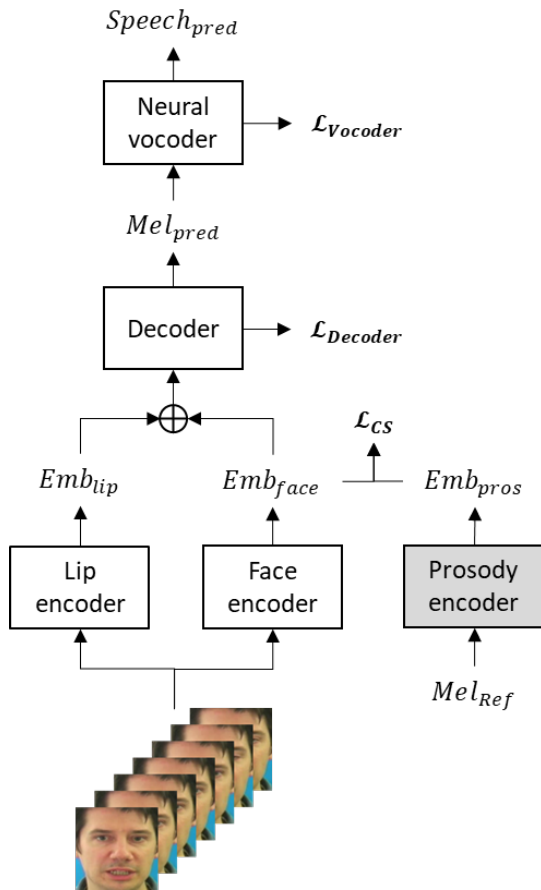 Speech_pred
Neural
vocoder
ℒ_Vocoder
Mel_pred
Decoder
ℒ_Decoder
ℒ_CS
Emb_lip
Emb_face
Emb_pros
Lip
encoder
Face
encoder
Prosody
encoder
Mel_Ref